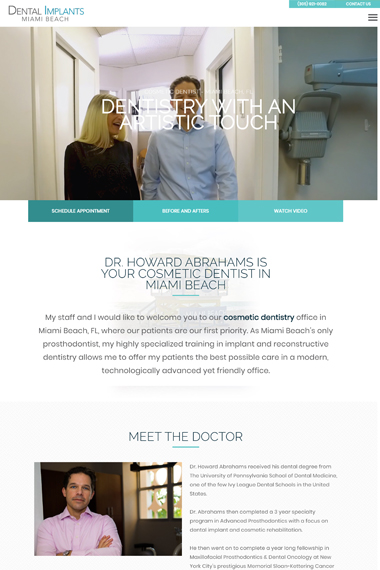 (305) 931-0082 CONTACT US
DENTAL IMPLANTS
MIAMI BEACH
DENTISTRY WITH AN
ARTISTIC TOUCH
SCHEDULE APPOINTMENT BEFORE AND AFTERS WATCH VIDEO
DR. HOWARD ABRAHAMS IS
YOUR COSMETIC DENTIST IN
MIAMI BEACH
My staff and I would like to welcome you to our cosmetic dentistry office in
Miami Beach, FL, where our patients are our first priority. As Miami Beach's only
prosthodontist, my highly specialized training in implant and reconstructive
dentistry allows me to offer my patients the best possible care in a modern,
technologically advanced yet friendly office.
MEET THE DOCTOR
Dr. Howard Abrahams received his dental degree from
The University of Pennsylvania School of Dental Medicine,
one of the few Ivy League Dental Schools in the United
States.
Dr. Abrahams then completed a 3 year specialty
program in Advanced Prosthodontics with a focus on
dental implant and cosmetic rehabilitation.
He then went on to complete a year long fellowship in
Maxillofacial Prosthodontics & Dental Oncology at New
York City's prestigious Memorial Sloan-Kettering Cancer